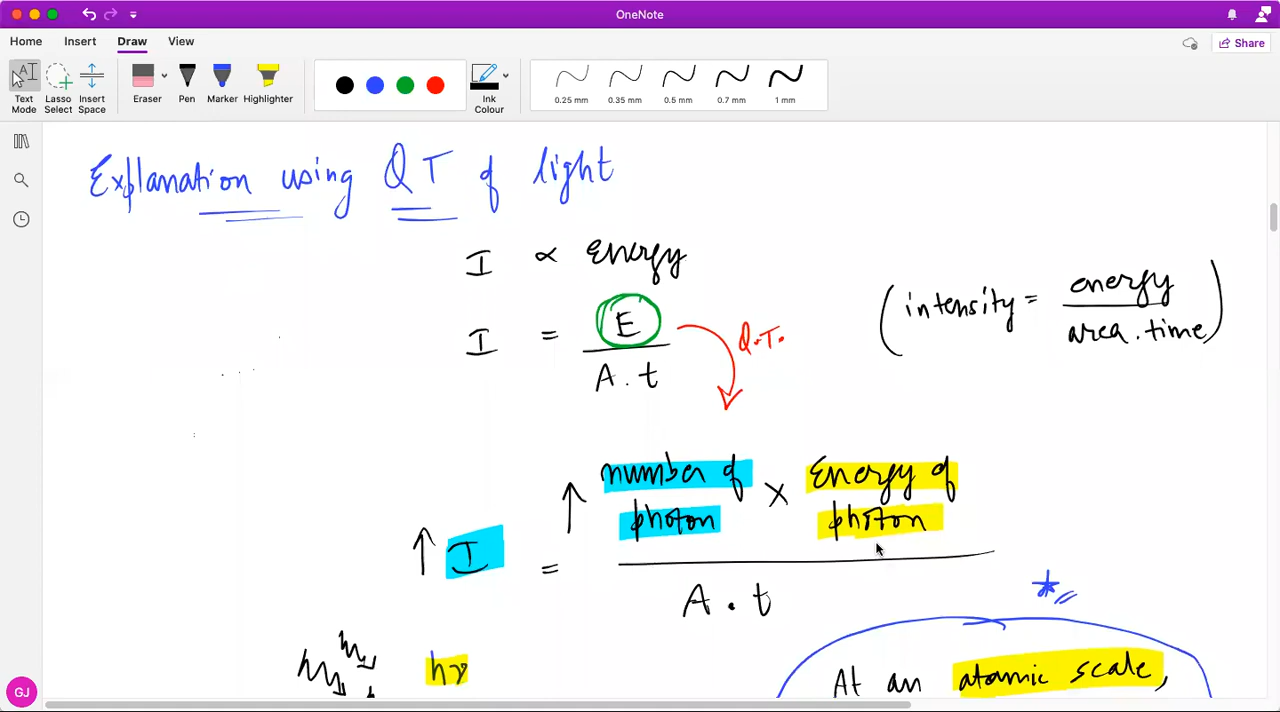 OneNote
Home Insert Draw View
Share
Text Mode
Lasso Select
Insert Space
Eraser
Pen
Marker
Highlighter
Ink Colour
0.25 mm 0.35 mm 0.5 mm 0.7 mm 1 mm
Explanation using QT of light
I ∝ Energy
I = E / A . t
Q.T.
(intensity = energy / area . time)
↑ I = ↑ number of photon × Energy of photon / A . t
hν
At an atomic scale,
GJ